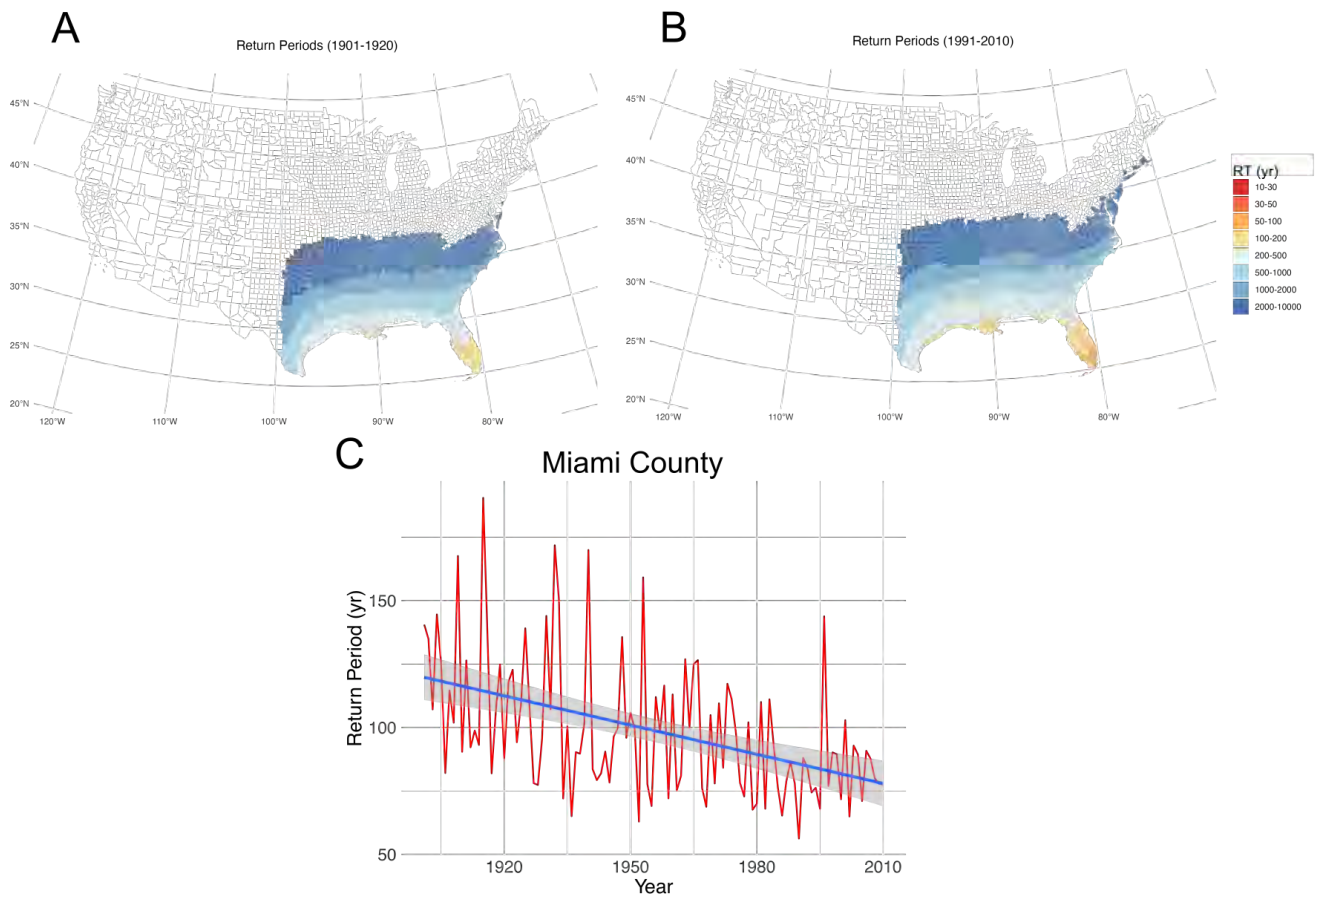 A
Return Periods (1901-1920)
45°N
40°N
35°N
30°N
25°N
20°N
120°W
110°W
100°W
90°W
80°W
B
Return Periods (1991-2010)
45°N
40°N
35°N
30°N
25°N
20°N
120°W
110°W
100°W
90°W
80°W
RT (yr)
10-30
30-50
50-100
100-200
200-500
500-1000
1000-2000
2000-10000
C
Miami County
Return Period (yr)
150
100
50
1920
1950
1980
2010
Year